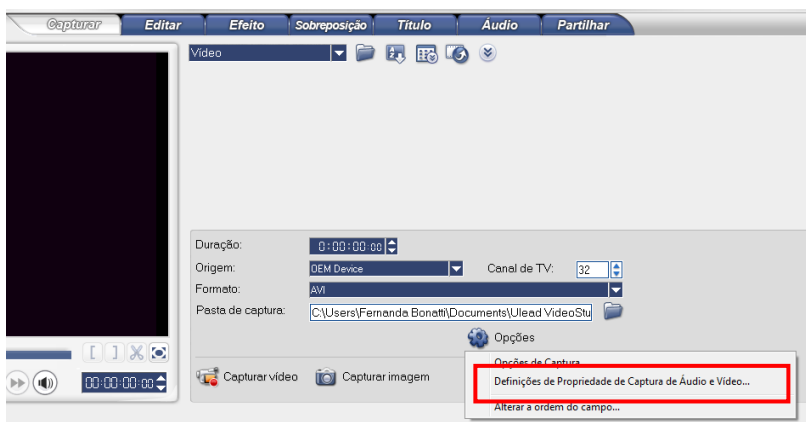 Capturar Editar Efeito Sobreposição Título Áudio Partilhar
Vídeo
Duração: 0:00:00:00
Origem: OEM Device Canal de TV: 32
Formato: AVI
Pasta de captura: C:\Users\Fernanda Bonatti\Documents\Ulead VideoStu
Opções
Opções de Captura
Capturar vídeo Capturar imagem Definições de Propriedade de Captura de Áudio e Vídeo...
00:00:00:00
Alterar a ordem do campo...